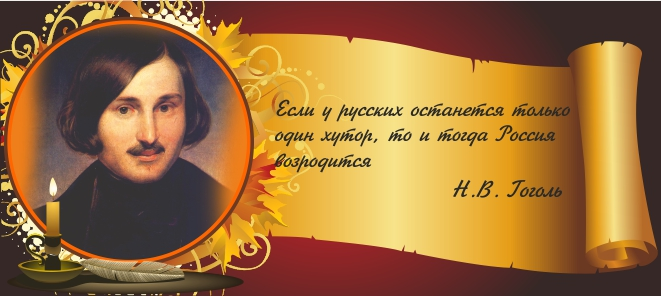 Если у русских останется только
один хутор, то и тогда Россия
возродится
Н.В. Гоголь